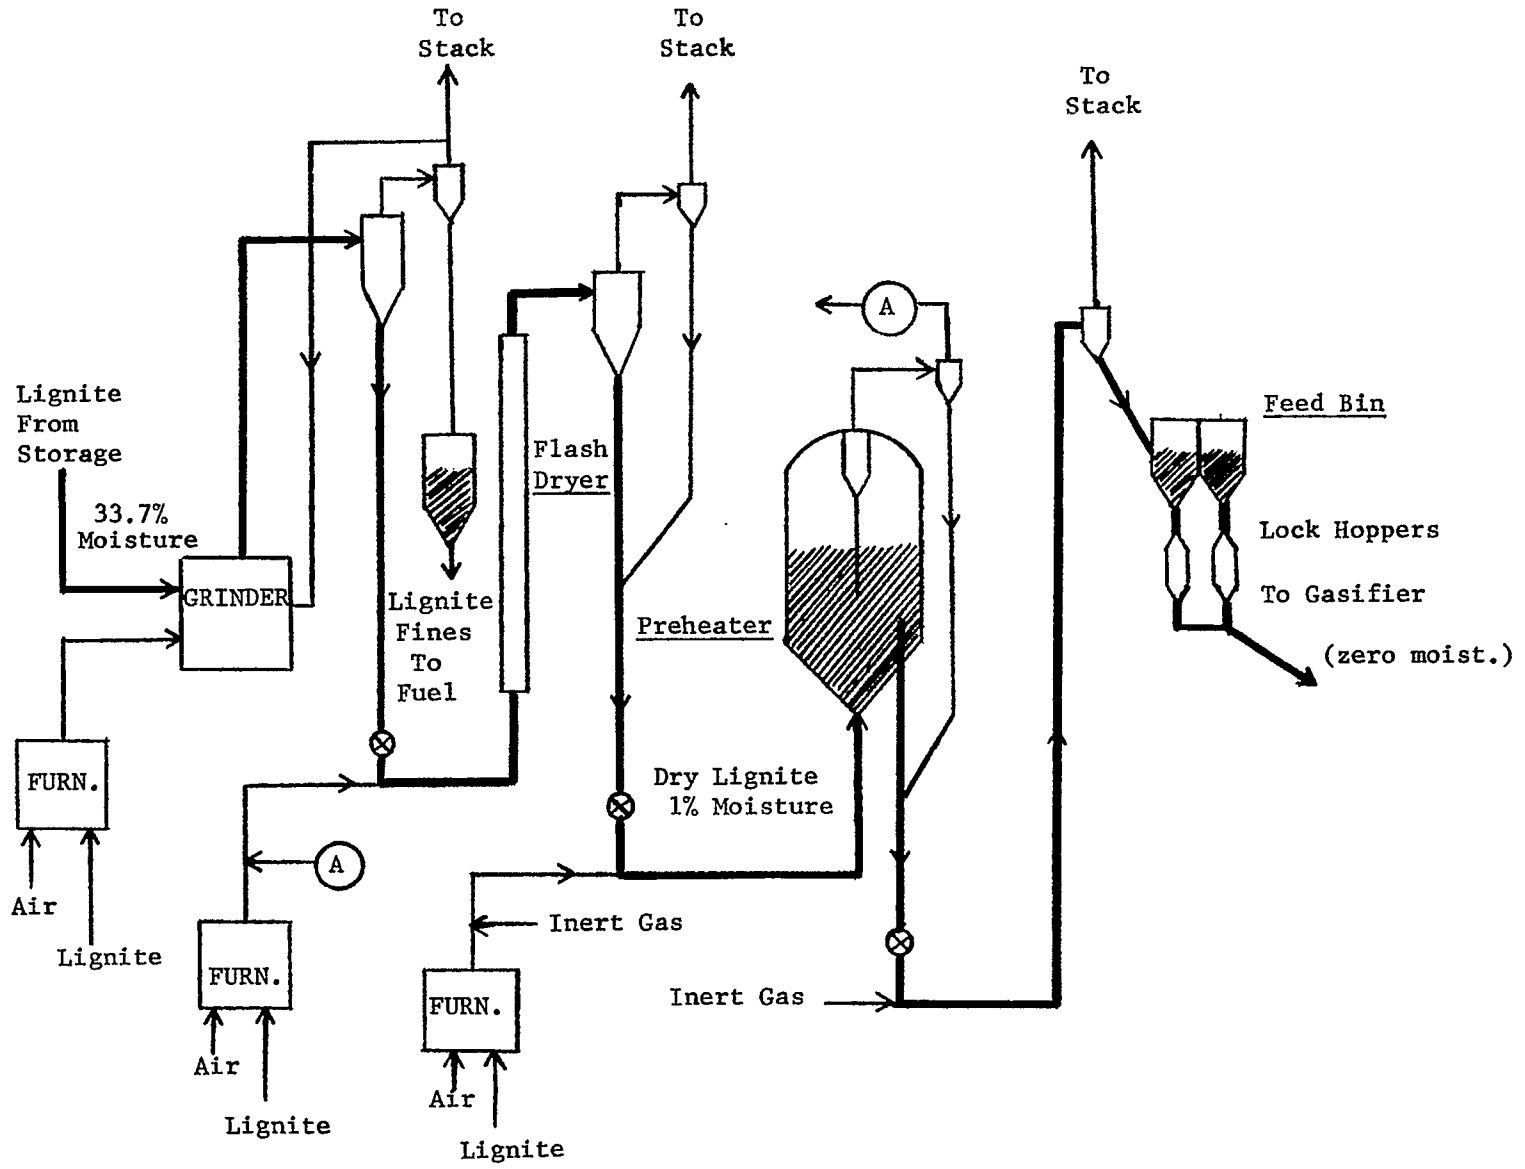 To
Stack
To
Stack
To
Stack
A
Lignite
From
Storage
Feed Bin
Flash
Dryer
33.7%
Moisture
Lock Hoppers
GRINDER
Lignite
Fines
To
Fuel
To Gasifier
Preheater
(zero moist.)
FURN.
Dry Lignite
1% Moisture
A
Air
Lignite
Inert Gas
FURN.
Inert Gas
FURN.
Air
Lignite
Air
Lignite